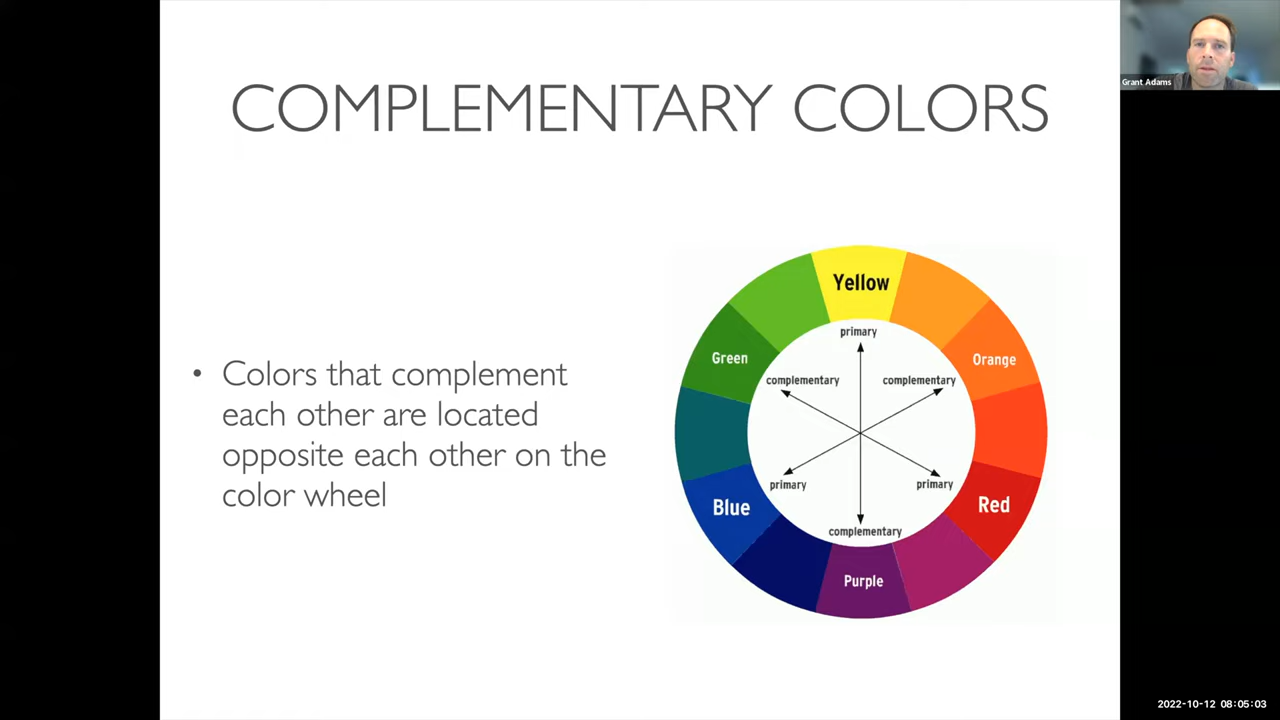 COMPLEMENTARY COLORS
Grant Adams
• Colors that complement
each other are located
opposite each other on the
color wheel
Yellow
primary
Green
Orange
complementary
complementary
primary
primary
Blue
Red
complementary
Purple
2022-10-12 08:05:03